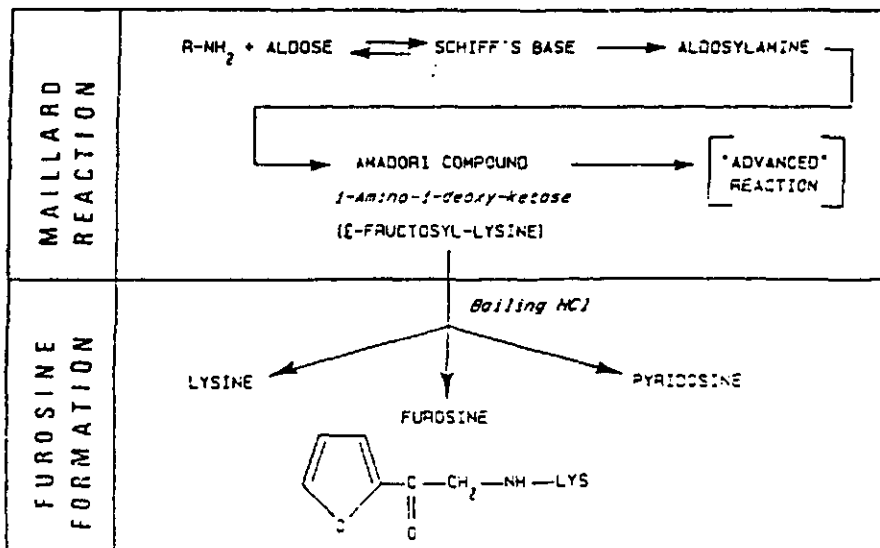 MAILLARD
REACTION
R-NH2 + ALDOSE
SCHIFF'S BASE
ALDOSYLAMINE
AMADORI COMPOUND
"ADVANCED"
REACTION
1-Amino-1-deoxy-ketose
(ε-FRUCTOSYL-LYSINE)
FUROSINE
FORMATION
Boiling HCl
LYSINE
PYRIDOSINE
FUROSINE
C—CH2—NH—LYS
O
O